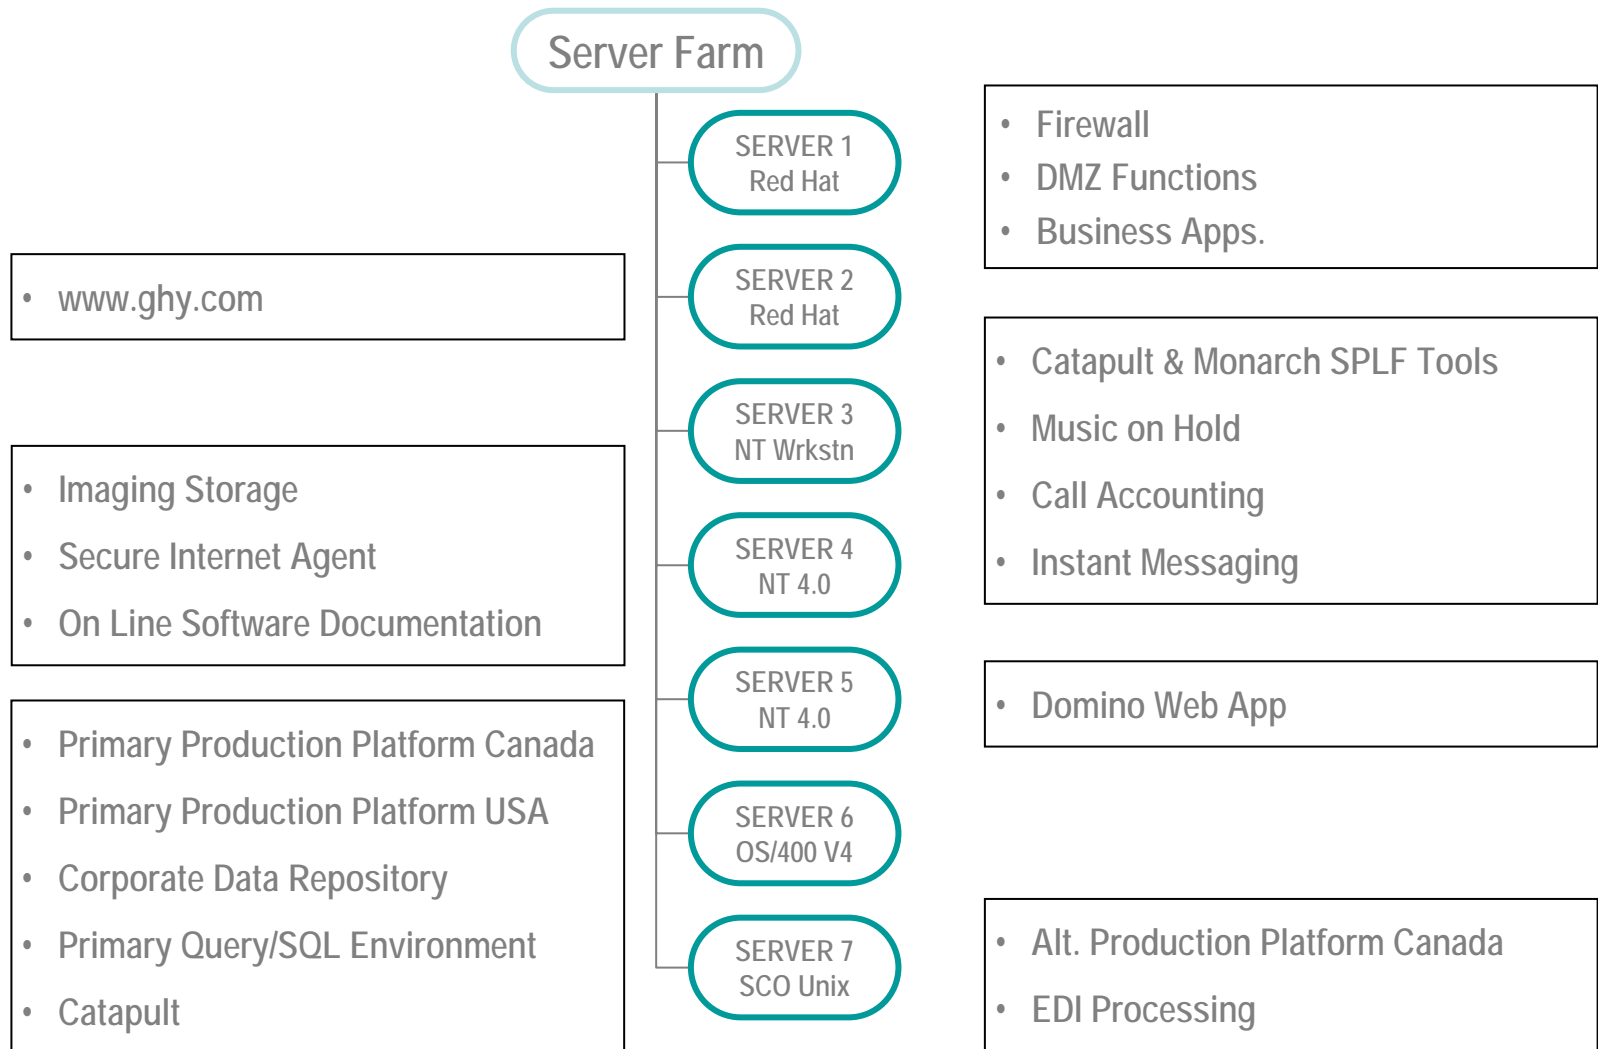 Server Farm
SERVER 1
Red Hat
• Firewall
• DMZ Functions
• Business Apps.
SERVER 2
Red Hat
• www.ghy.com
SERVER 3
NT Wrkstn
• Catapult & Monarch SPLF Tools
• Music on Hold
• Call Accounting
• Instant Messaging
SERVER 4
NT 4.0
• Imaging Storage
• Secure Internet Agent
• On Line Software Documentation
SERVER 5
NT 4.0
• Domino Web App
SERVER 6
OS/400 V4
• Primary Production Platform Canada
• Primary Production Platform USA
• Corporate Data Repository
• Primary Query/SQL Environment
• Catapult
SERVER 7
SCO Unix
• Alt. Production Platform Canada
• EDI Processing